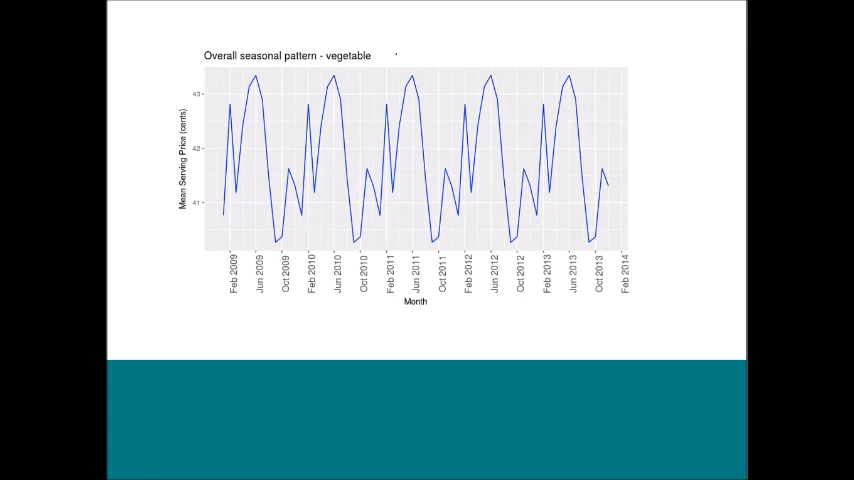 Overall seasonal pattern - vegetable
Mean Serving Price (cents)
43
42
41
Feb 2009
Jun 2009
Oct 2009
Feb 2010
Jun 2010
Oct 2010
Feb 2011
Jun 2011
Oct 2011
Feb 2012
Jun 2012
Oct 2012
Feb 2013
Jun 2013
Oct 2013
Feb 2014
Month